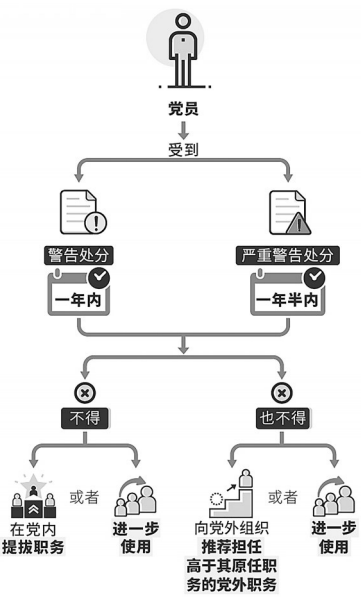 党员
受到
警告处分
严重警告处分
一年内
一年半内
不得
也不得
在党内
提拔职务
或者
进一步
使用
向党外组织
推荐担任
高于其原任职
务的党外职务
或者
进一步
使用